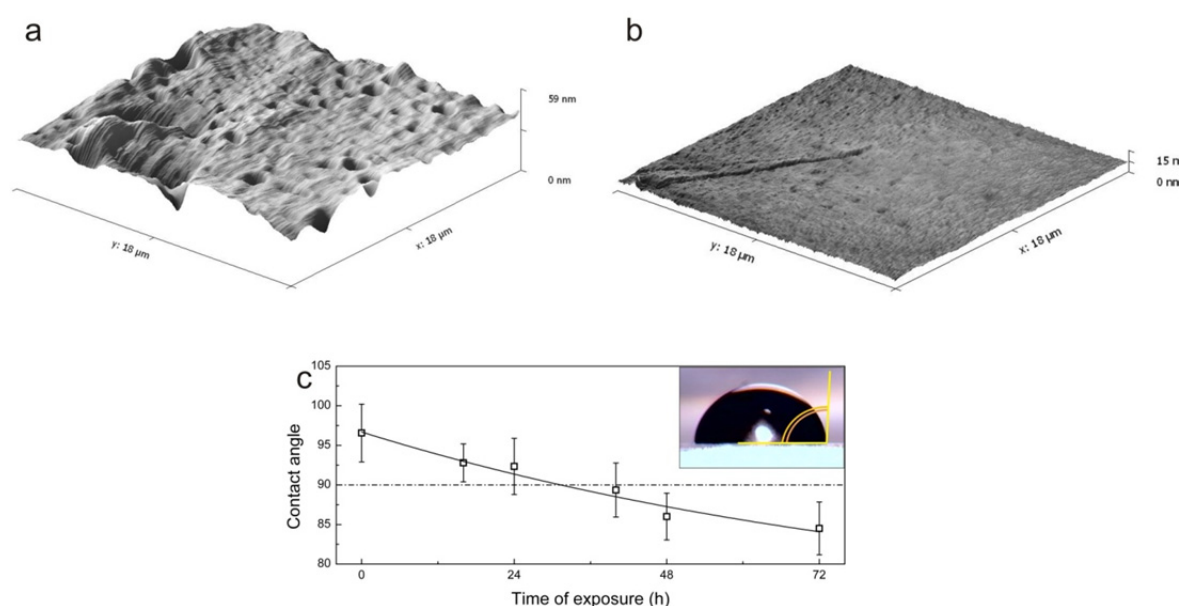 a
59 nm
0 nm
y: 18 µm
x: 18 µm
b
15 n
0 nm
y: 18 µm
x: 18 µm
c
105
100
95
90
85
80
Contact angle
0
24
48
72
Time of exposure (h)